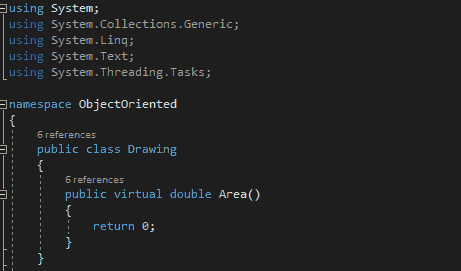 using System;
using System.Collections.Generic;
using System.Linq;
using System.Text;
using System.Threading.Tasks;
namespace ObjectOriented
{
6 references
public class Drawing
{
6 references
public virtual double Area()
{
return 0;
}
}